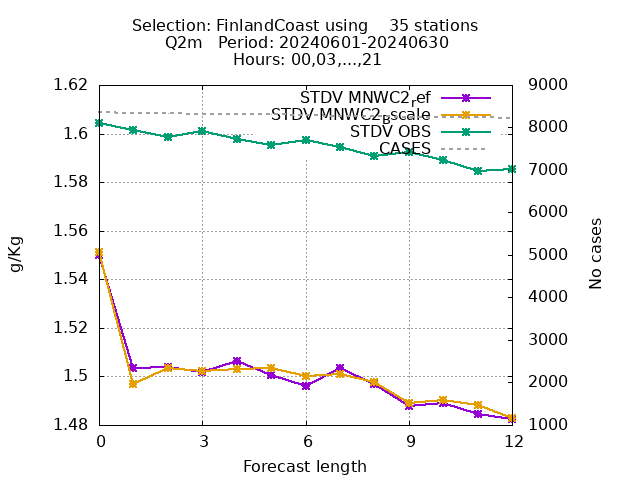 Selection: FinlandCoast using 35 stations
Q2m Period: 20240601-20240630
Hours: 00,03,...,21
1.62 9000
STDV MNWC2_ref
STDV MNWC2_Bscale
1.6 STDV OBS 8000
CASES
1.58 7000
1.56 6000
g/Kg 1.54 5000 No cases
4000
1.52 3000
1.5 2000
1.48 1000
0 3 6 9 12
Forecast length